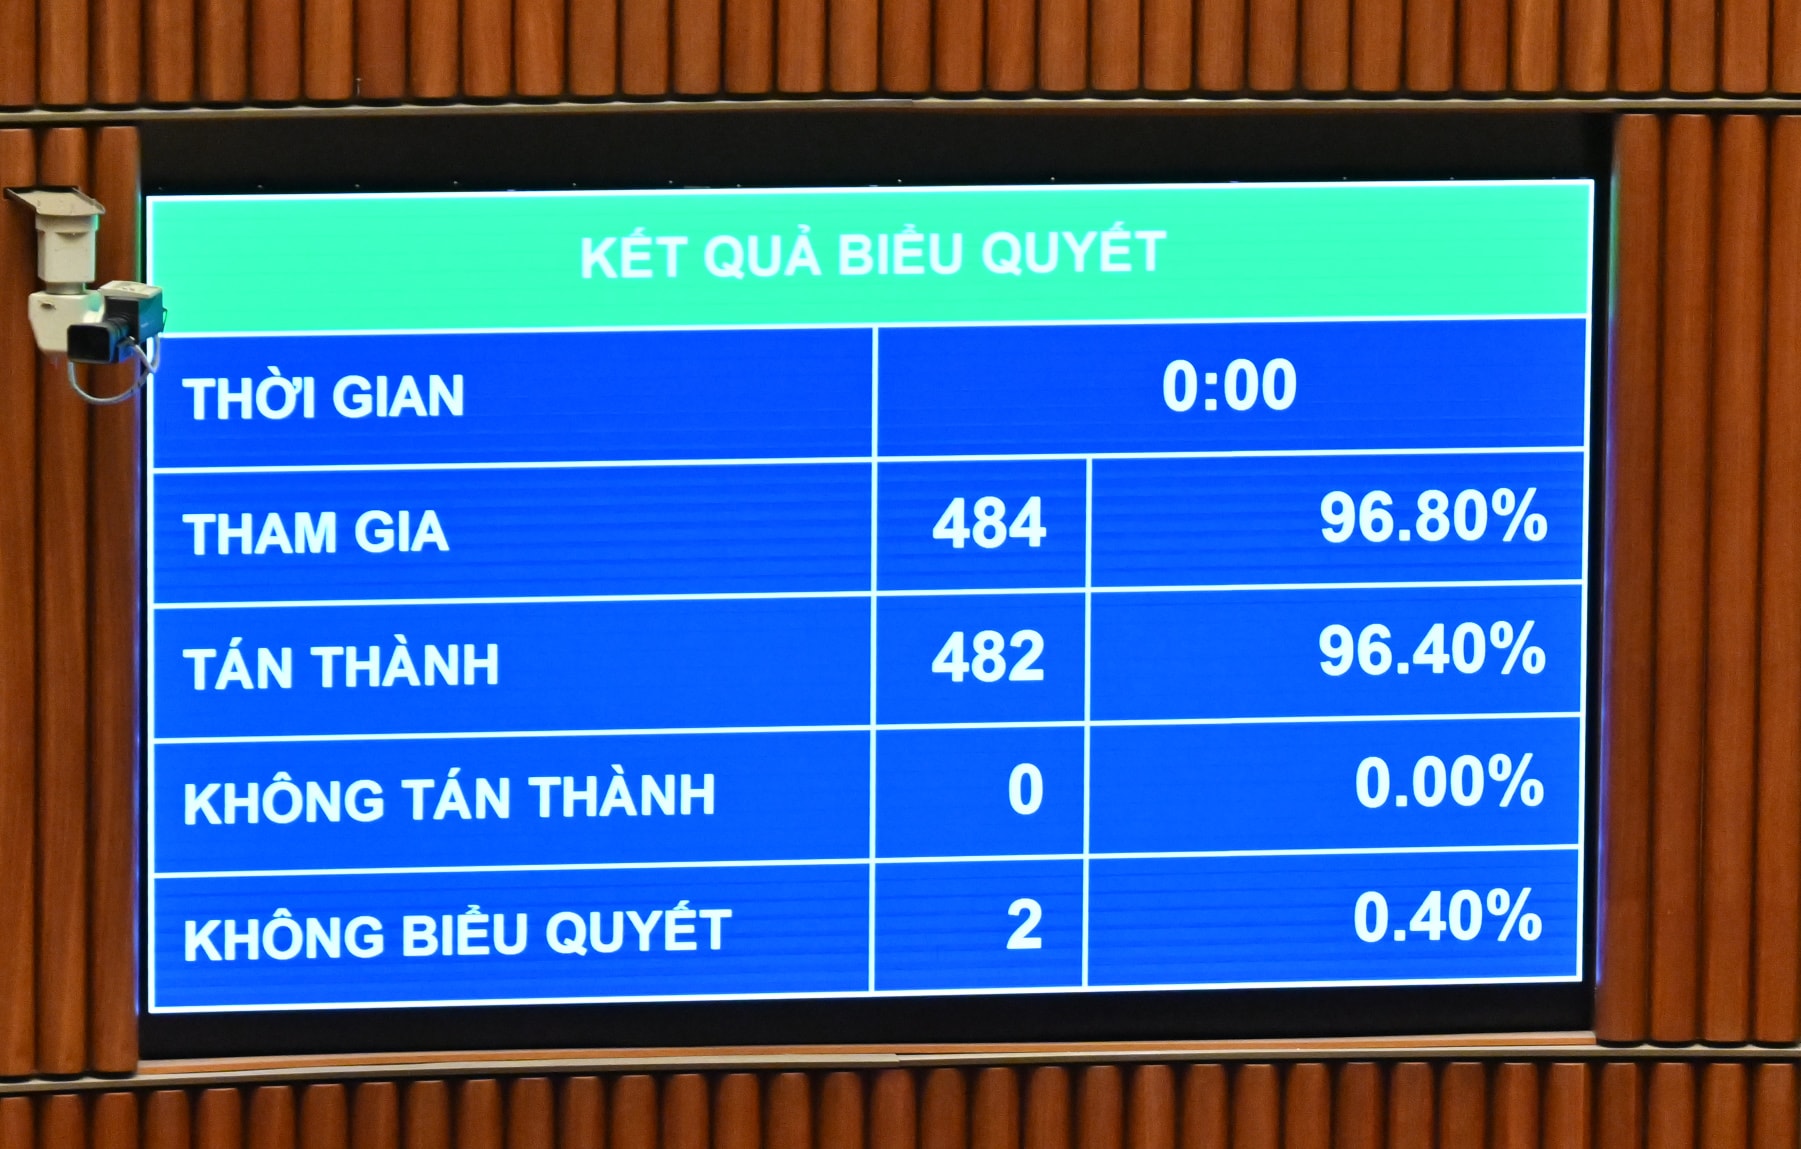 KẾT QUẢ BIỂU QUYẾT
THỜI GIAN 0:00
THAM GIA 484 96.80%
TÁN THÀNH 482 96.40%
KHÔNG TÁN THÀNH 0 0.00%
KHÔNG BIỂU QUYẾT 2 0.40%